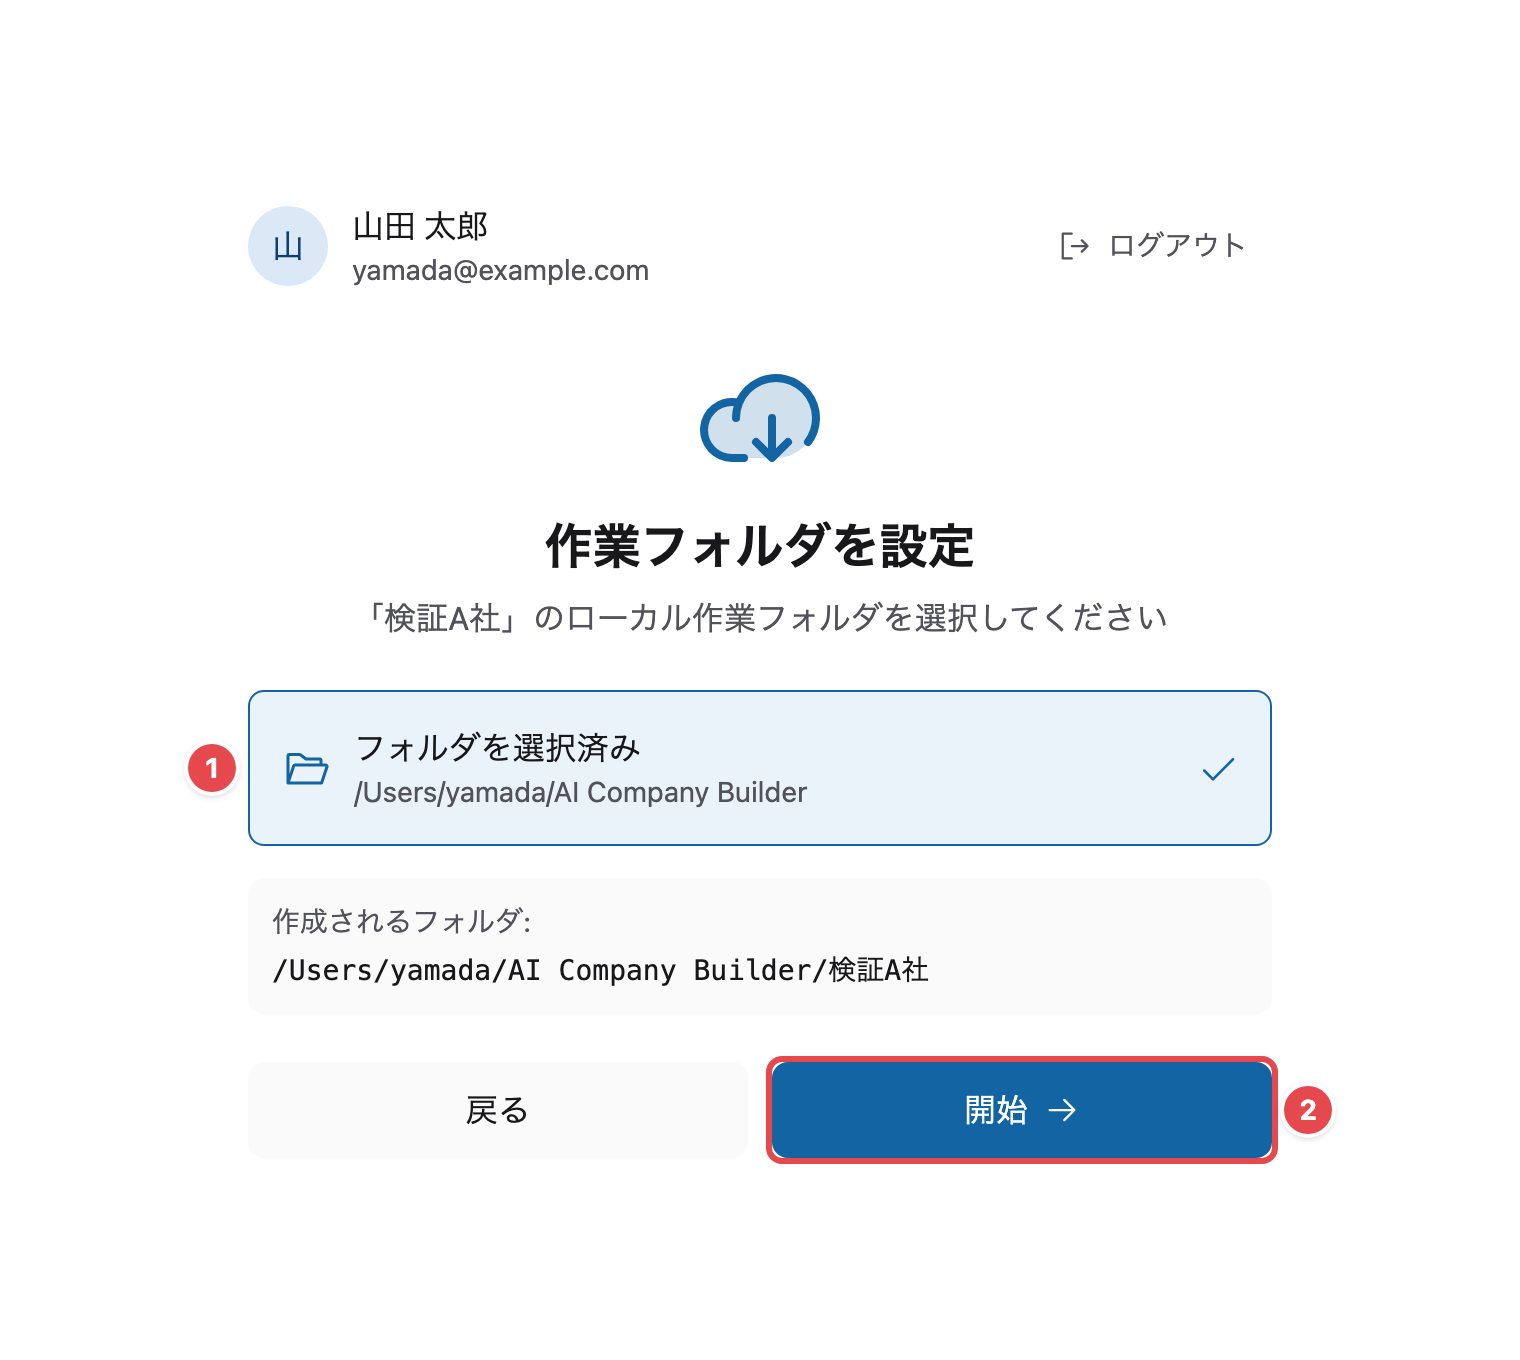 山
山田 太郎
yamada@example.com
ログアウト
作業フォルダを設定
「検証A社」のローカル作業フォルダを選択してください
1
フォルダを選択済み
/Users/yamada/AI Company Builder
作成されるフォルダ:
/Users/yamada/AI Company Builder/検証A社
戻る
開始 →
2